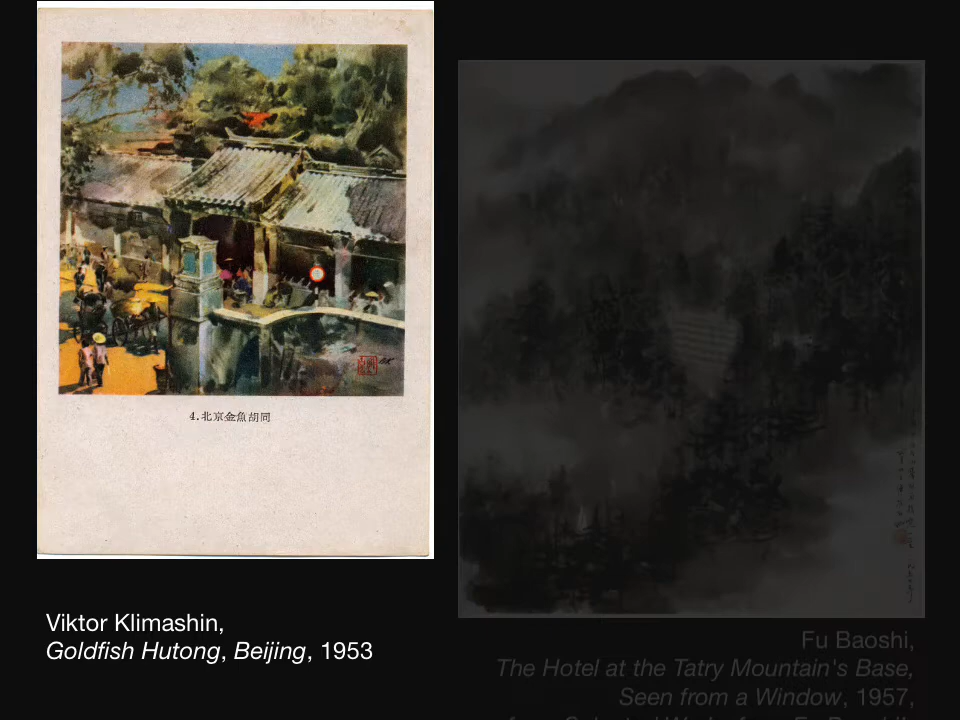 4.北京金魚胡同
Viktor Klimashin,
Goldfish Hutong, Beijing, 1953
Fu Baoshi,
The Hotel at the Tatry Mountain's Base,
Seen from a Window, 1957,